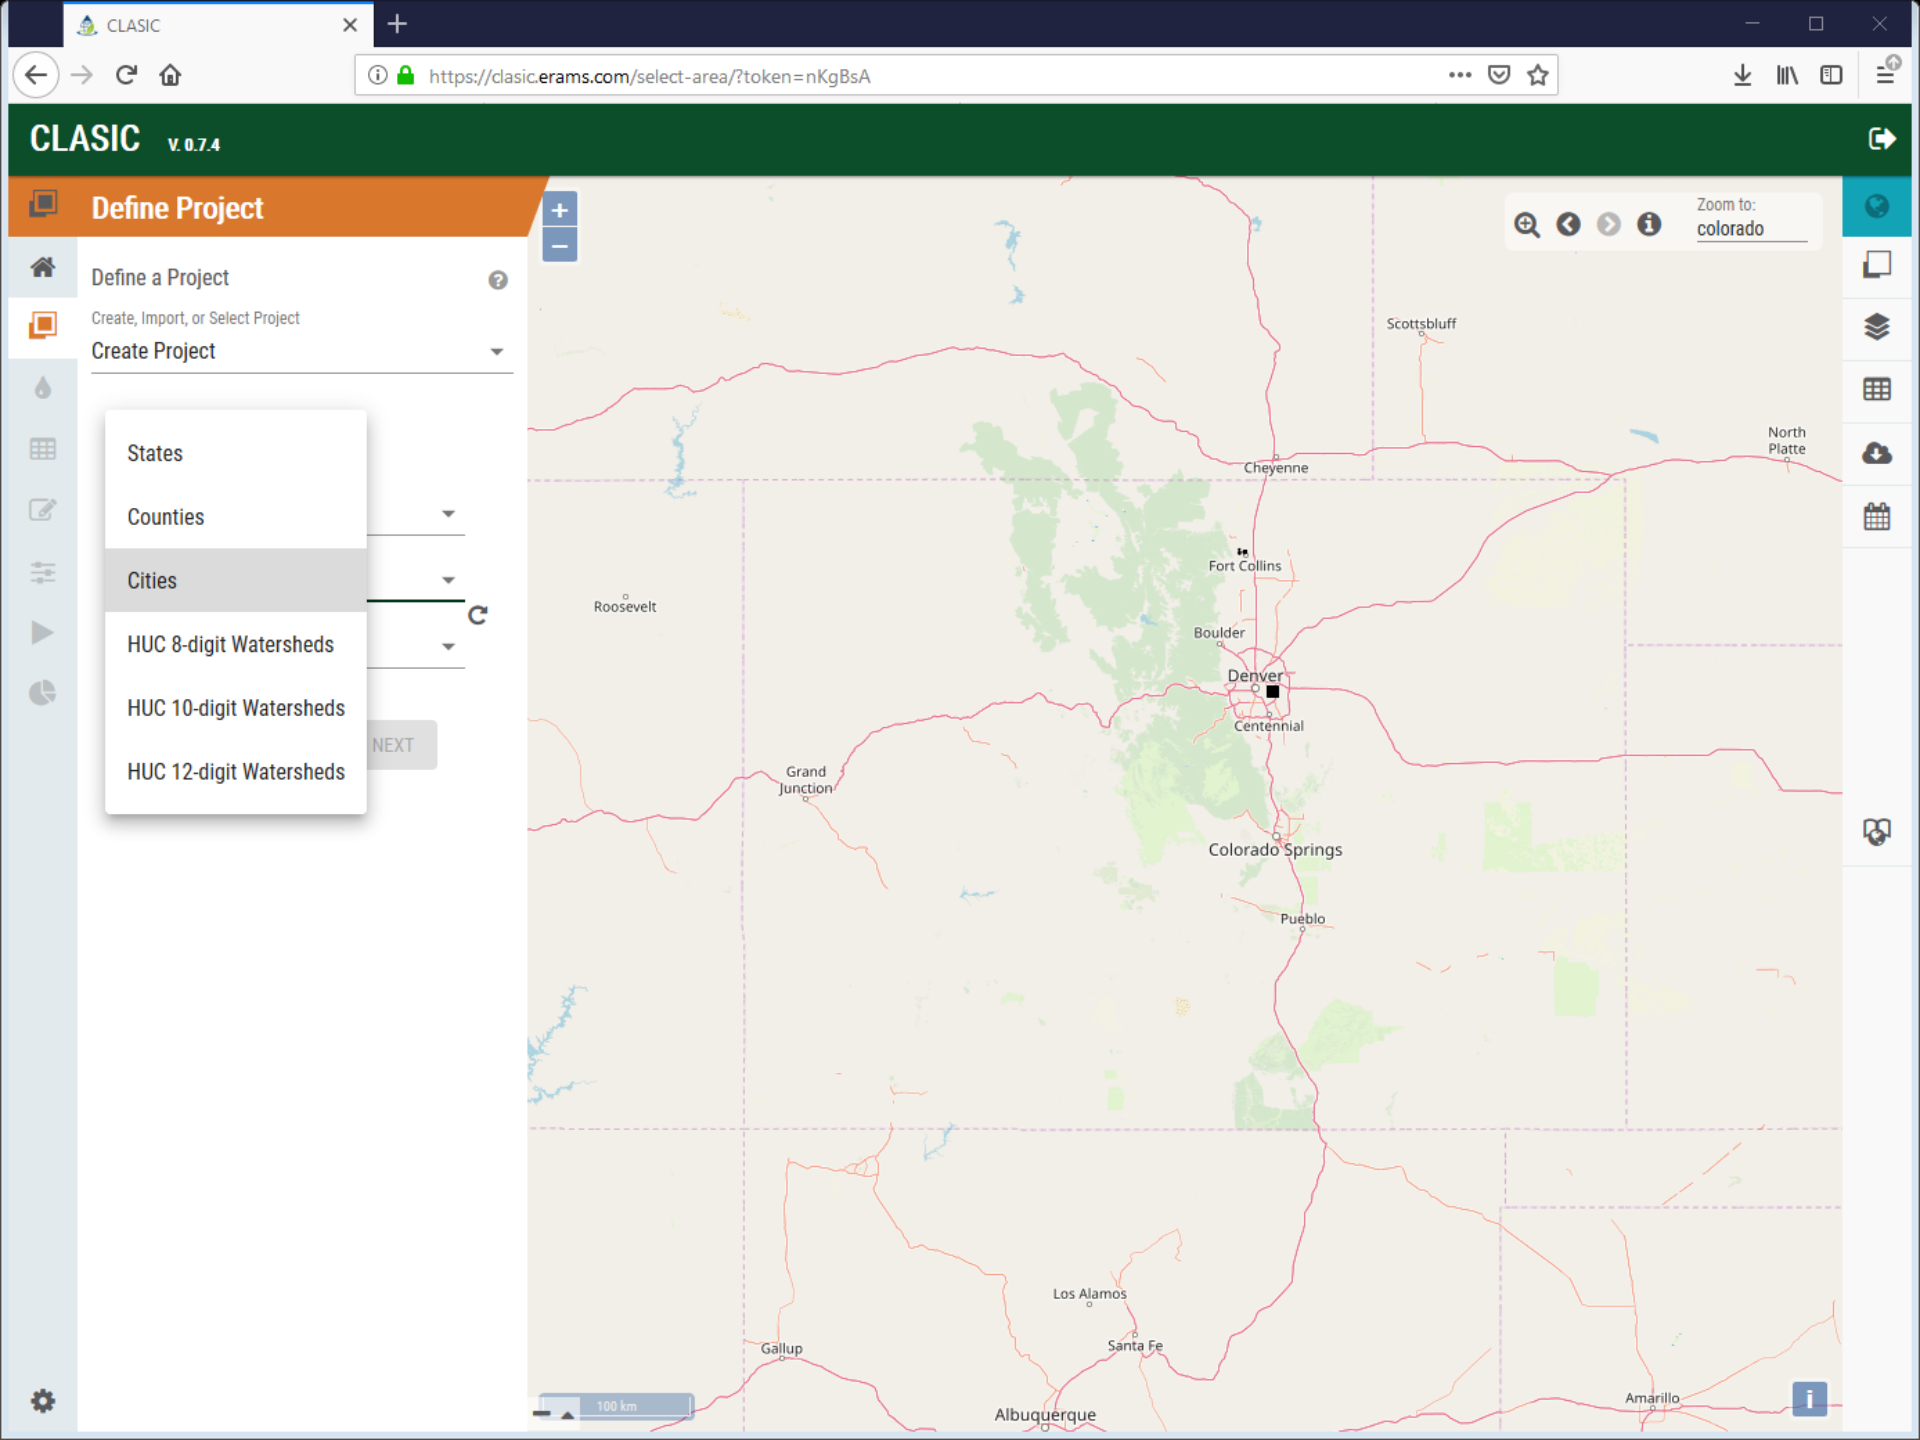 CLASIC
https://clasic.erams.com/select-area/?token=nKgBsA
CLASIC V. 0.7.4
Define Project
Define a Project
Create, Import, or Select Project
Create Project
States
Counties
Cities
HUC 8-digit Watersheds
HUC 10-digit Watersheds
HUC 12-digit Watersheds
NEXT
+
−
Zoom to:
colorado
Scottsbluff
North
Platte
Cheyenne
Fort Collins
Roosevelt
Boulder
Denver
Centennial
Grand
Junction
Colorado Springs
Pueblo
Los Alamos
Santa Fe
Gallup
Amarillo
Albuquerque
100 km
i